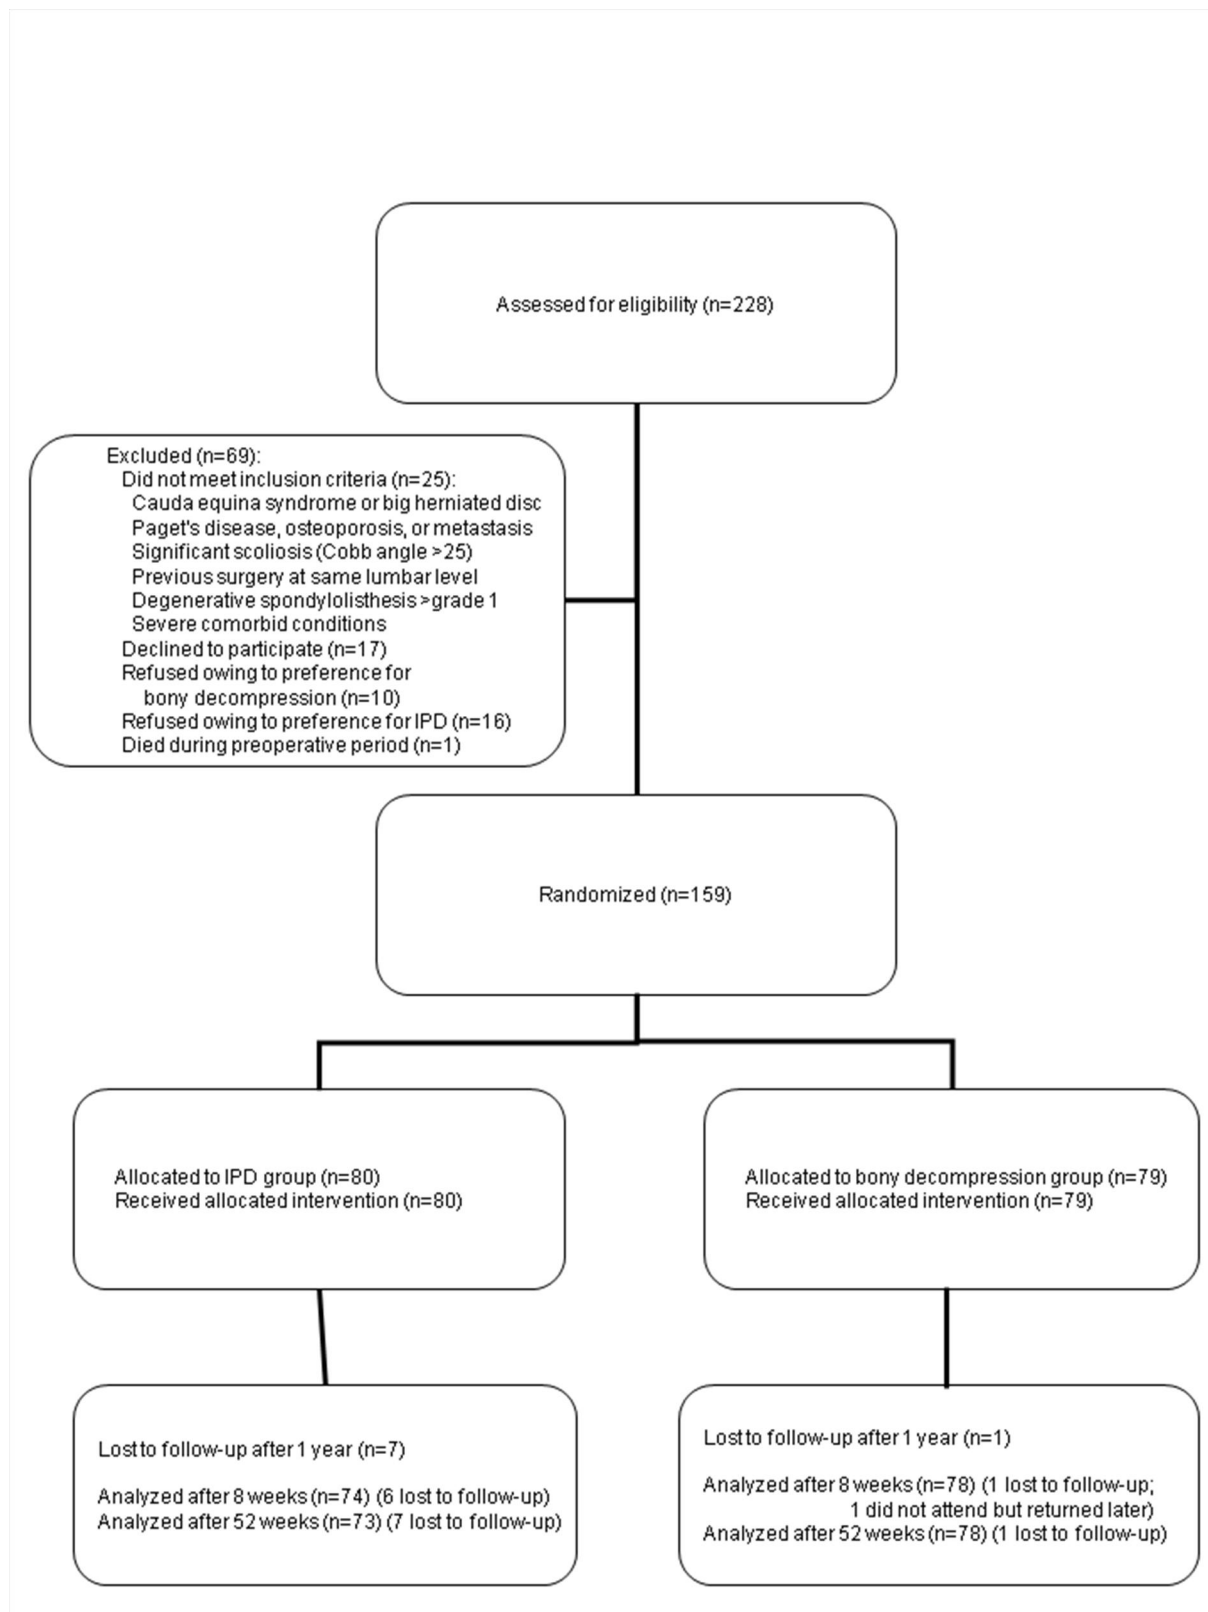 Assessed for eligibility (n=228)
Excluded (n=69):
Did not meet inclusion criteria (n=25):
Cauda equina syndrome or big herniated disc
Paget's disease, osteoporosis, or metastasis
Significant scoliosis (Cobb angle >25)
Previous surgery at same lumbar level
Degenerative spondylolisthesis >grade 1
Severe comorbid conditions
Declined to participate (n=17)
Refused owing to preference for
bony decompression (n=10)
Refused owing to preference for IPD (n=16)
Died during preoperative period (n=1)
Randomized (n=159)
Allocated to IPD group (n=80)
Received allocated intervention (n=80)
Allocated to bony decompression group (n=79)
Received allocated intervention (n=79)
Lost to follow-up after 1 year (n=7)
Analyzed after 8 weeks (n=74) (6 lost to follow-up)
Analyzed after 52 weeks (n=73) (7 lost to follow-up)
Lost to follow-up after 1 year (n=1)
Analyzed after 8 weeks (n=78) (1 lost to follow-up;
1 did not attend but returned later)
Analyzed after 52 weeks (n=78) (1 lost to follow-up)